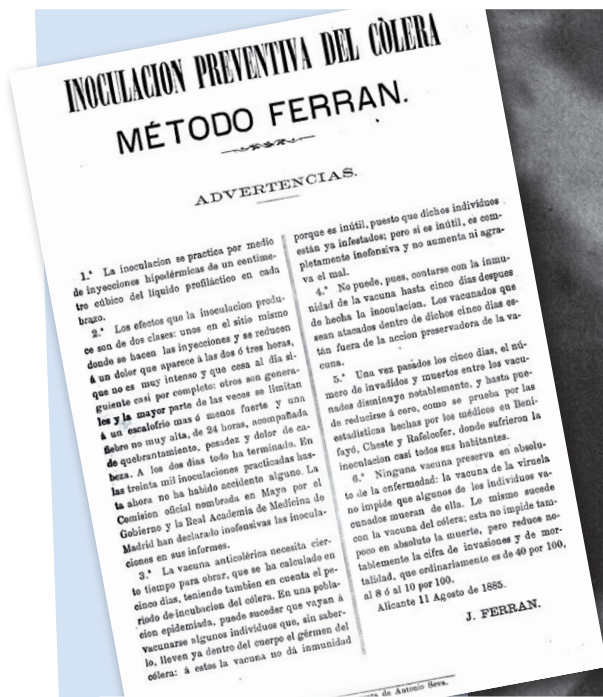 INOCULACION PREVENTIVA DEL CÒLERA
MÉTODO FERRAN.
ADVERTENCIAS.
1.ª La inoculacion se practica por medio
de inyecciones hipodérmicas de un centíme-
tro cúbico del líquido profiláctico en cada
brazo.
2.ª Los efectos que la inoculacion produ-
ce son de dos clases: unos en el sitio mismo
donde se hacen las inyecciones y se reducen
á un dolor que aparece à las dos ó tres horas,
que no es muy intenso y que cesa al dia si-
guiente casi por completo: otros son genera-
les y la mayor parte de las veces se limitan
á un escalofrio mas ó menos fuerte y una
fiebre no muy alta, de 24 horas, acompañada
de quebrantamiento, pesadez y dolor de ca-
beza. A los dos dias todo ha terminado. En
las treinta mil inoculaciones practicadas has-
ta ahora no ha habido accidente alguno. La
Comision oficial nombrada en Mayo por el
Gobierno y la Real Academia de Medicina de
Madrid han declarado inofensivas las inocula-
ciones en sus informes.
3.ª La vacuna anticolérica necesita cier-
to tiempo para obrar, que se ha calculado en
cinco dias, teniendo tambien en cuenta el pe-
riodo de incubacion del cólera. En una pobla-
cion epidemiada, puede suceder que vayan á
vacunarse algunos individuos que, sin saber-
lo, lleven ya dentro del cuerpo el gérmen del
cólera: á estos la vacuna no dá inmunidad
porque es inútil, puesto que dichos individuos
están ya infestados; pero si es inútil, es com-
pletamente inofensiva y no aumenta ni agra-
va el mal.
4.ª No puede, pues, contarse con la inmu-
nidad de la vacuna hasta cinco dias despues
de hecha la inoculacion. Los vacunados que
sean atacados dentro de dichos cinco dias es-
tán fuera de la accion preservadora de la va-
cuna.
5.ª Una vez pasados los cinco dias, el nú-
mero de invadidos y muertos entre los vacu-
nados disminuye notablemente, y hasta pue-
de reducirse á cero, como se prueba por las
estadísticas hechas por los médicos en Beni-
fayó, Cheste y Rafelcofer, donde sufrieron la
inoculacion casi todos sus habitantes.
6.ª Ninguna vacuna preserva en absolu-
to de la enfermedad: la vacuna de la viruela
no impide que algunos de los individuos va-
cunados mueran de ella. Lo mismo sucede
con la vacuna del cólera; esta no impide tam-
poco en absoluto la muerte, pero reduce no-
tablemente la cifra de invasiones y de mor-
talidad, que ordinariamente es de 40 por 100,
al 8 ó al 10 por 100.
Alicante 11 Agosto de 1885.
J. FERRAN.
de Antonio Seva.